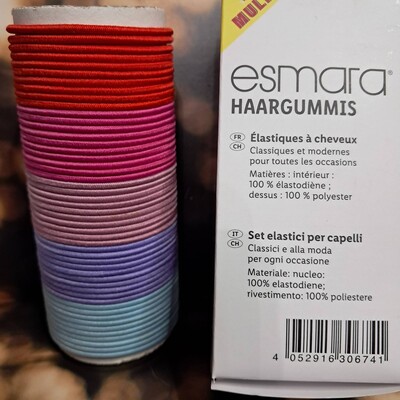 MUL
esmara®
HAARGUMMIS
FR
CH
Élastiques à cheveux
Classiques et modernes
pour toutes les occasions
Matières : intérieur :
100 % élastodiène ;
dessus : 100 % polyester
IT
CH
Set elastici per capelli
Classici e alla moda
per ogni occasione
Materiale: nucleo:
100% elastodiene;
rivestimento: 100% poliestere
4 052916 306741